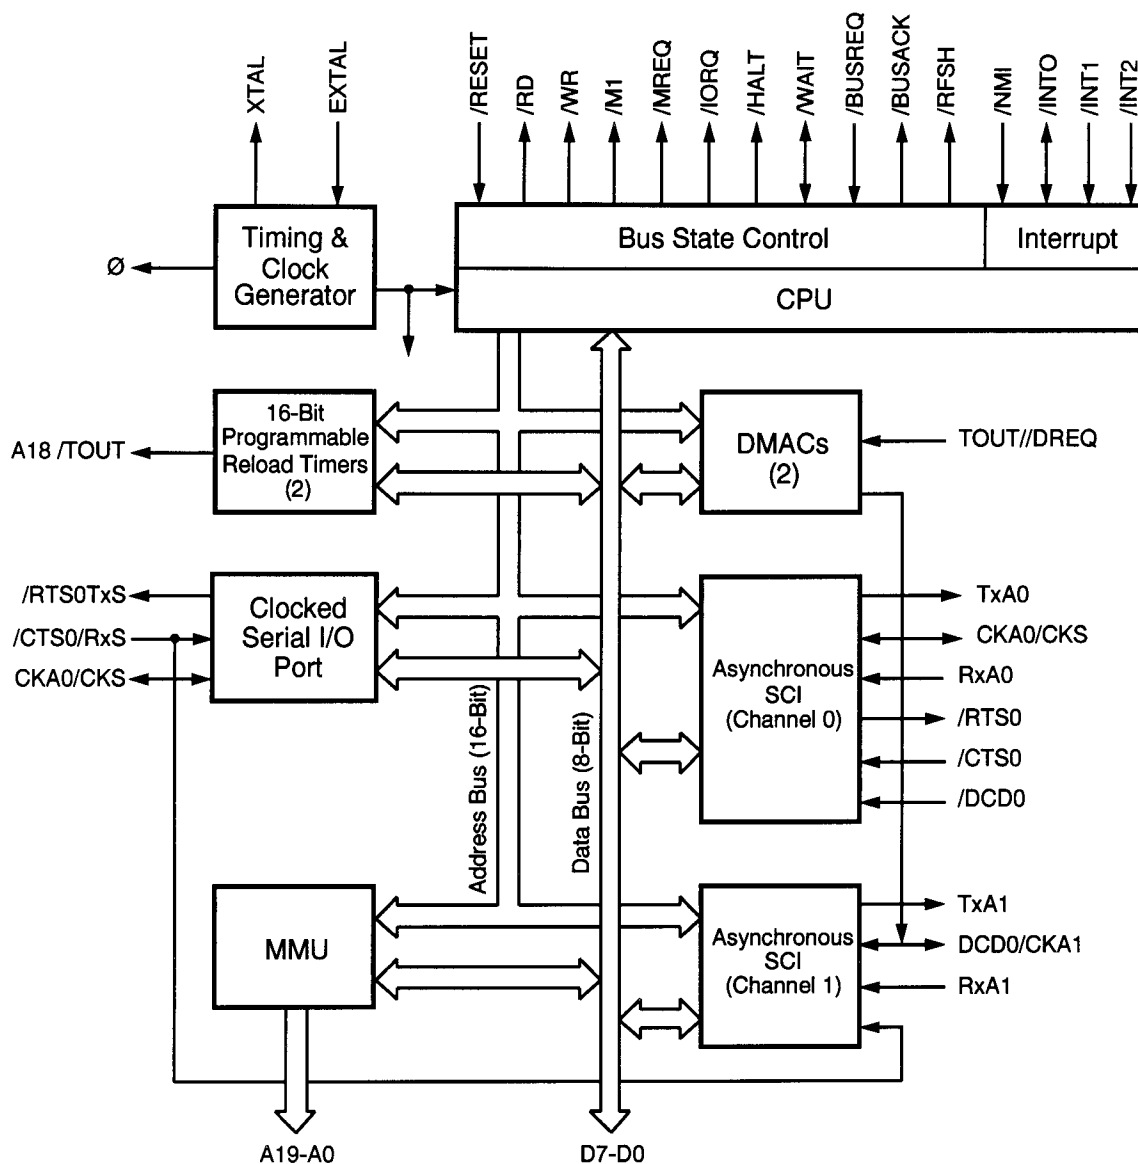 XTAL
EXTAL
/RESET
/RD
/WR
/M1
/MREQ
/IORQ
/HALT
/WAIT
/BUSREQ
/BUSACK
/RFSH
/NMI
/INTO
/INT1
/INT2
Timing &
Clock
Generator
Ø
Bus State Control
Interrupt
CPU
16-Bit
Programmable
Reload Timers
(2)
A18 /TOUT
DMACs
(2)
TOUT//DREQ
/RTS0TxS
/CTS0/RxS
CKA0/CKS
Clocked
Serial I/O
Port
Address Bus (16-Bit)
Data Bus (8-Bit)
Asynchronous
SCI
(Channel 0)
TxA0
CKA0/CKS
RxA0
/RTS0
/CTS0
/DCD0
MMU
Asynchronous
SCI
(Channel 1)
TxA1
DCD0/CKA1
RxA1
A19-A0
D7-D0